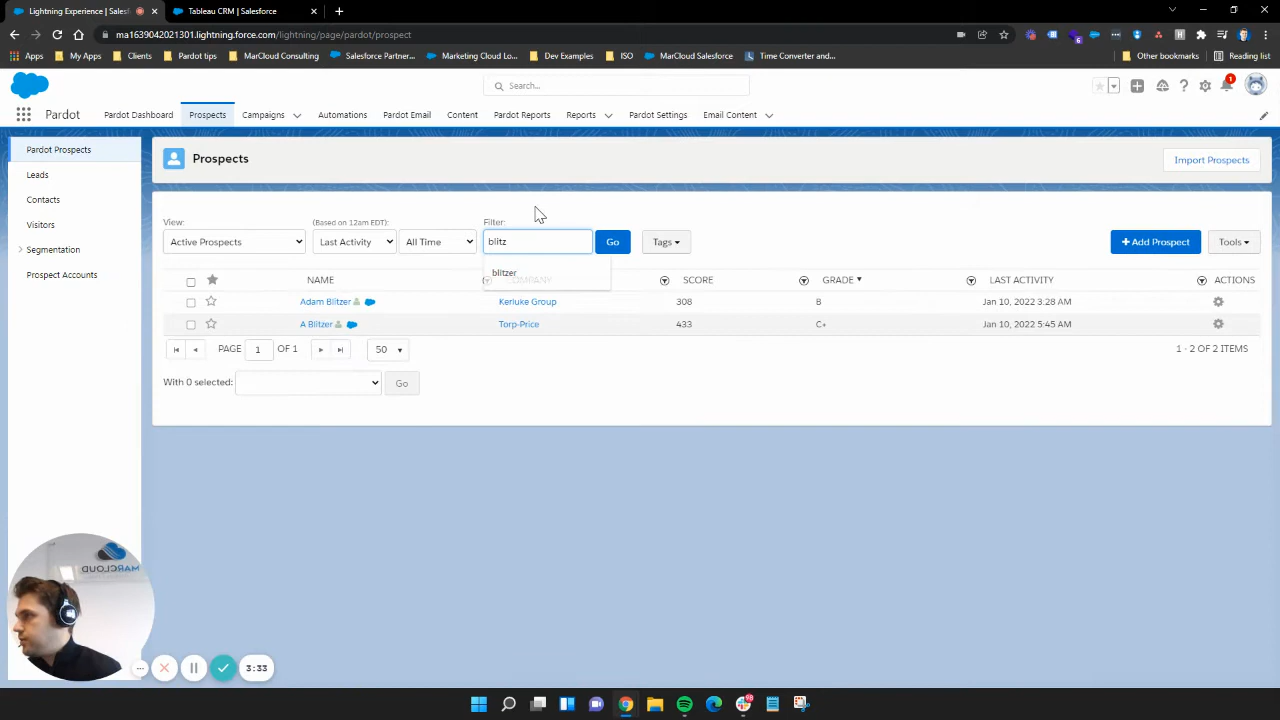 Lightning Experience | Salesf
Tableau CRM | Salesforce
ma1639042021301.lightning.force.com/lightning/page/pardot/prospect
Apps
My Apps
Clients
Pardot tips
MarCloud Consulting
Salesforce Partner...
Marketing Cloud Lo...
Dev Examples
ISO
MarCloud Salesforce
Time Converter and...
Other bookmarks
Reading list
Search...
Pardot
Pardot Dashboard
Prospects
Campaigns
Automations
Pardot Email
Content
Pardot Reports
Reports
Pardot Settings
Email Content
Pardot Prospects
Leads
Contacts
Visitors
Segmentation
Prospect Accounts
Prospects
Import Prospects
View:
(Based on 12am EDT):
Filter:
Active Prospects
Last Activity
All Time
blitz
Go
Tags
+ Add Prospect
Tools
blitzer
NAME COMPANY SCORE GRADE LAST ACTIVITY ACTIONS
Adam Blitzer Kerluke Group 308 B Jan 10, 2022 3:28 AM
A Blitzer Torp-Price 433 C+ Jan 10, 2022 5:45 AM
PAGE 1 OF 1 50 1 - 2 OF 2 ITEMS
With 0 selected: Go
MARCLOUD
3:33
98